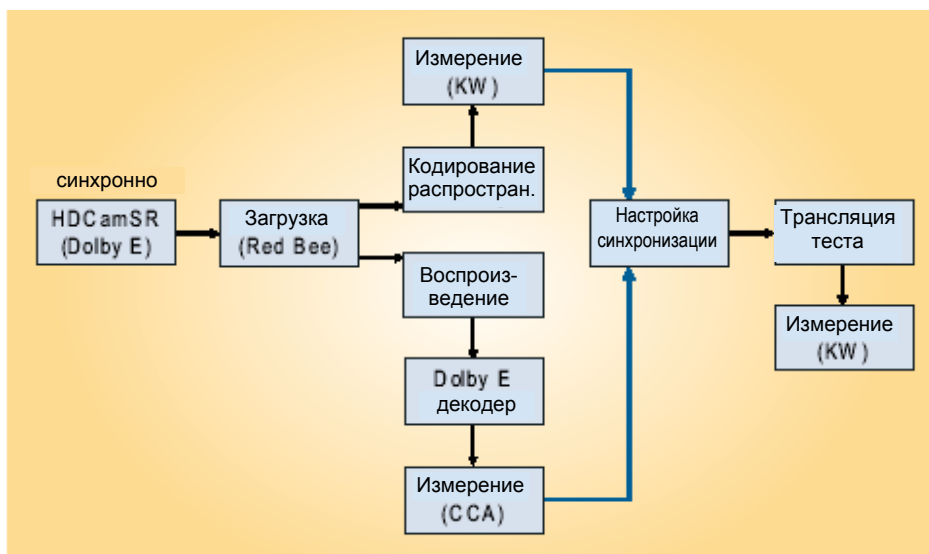 Измерение
(KW)
Кодирование
распростран.
синхронно
HDCamSR
(Dolby E)
Загрузка
(Red Bee)
Воспроиз-
ведение
Dolby E
декодер
Измерение
(CCA)
Настройка
синхронизации
Трансляция
теста
Измерение
(KW)